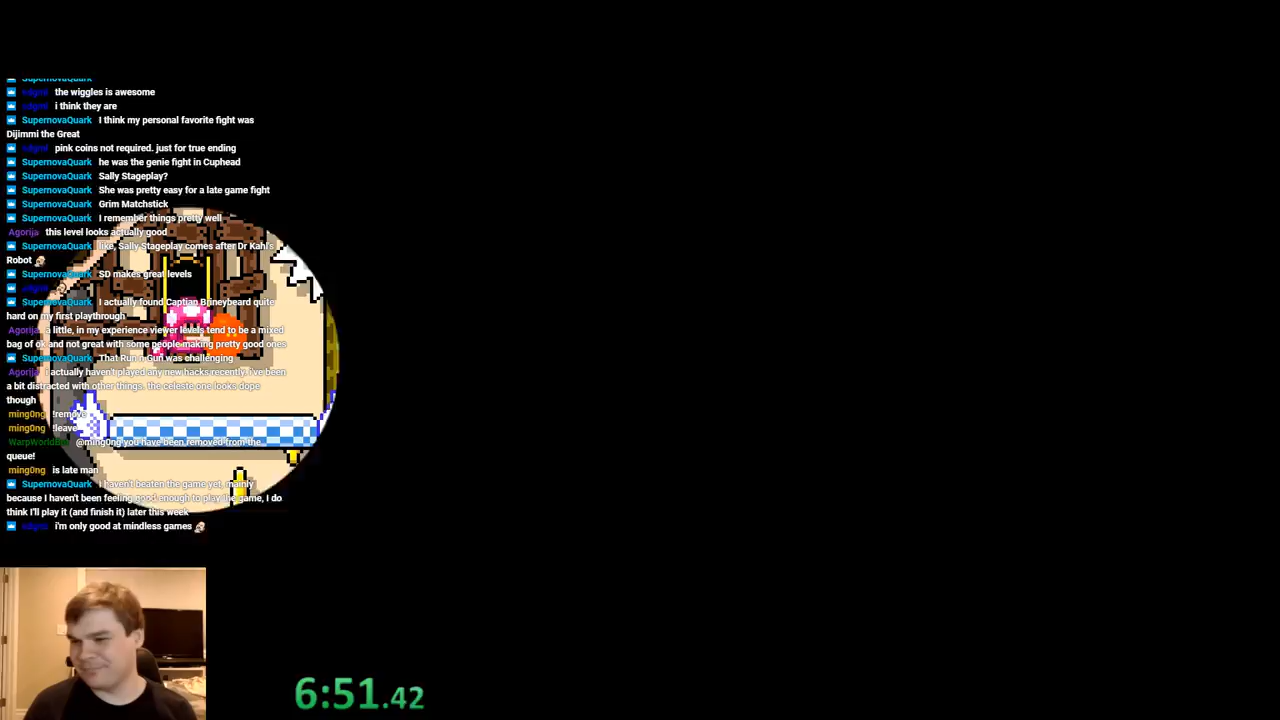 SupernovaQuark
the wiggles is awesome
i think they are
SupernovaQuark I think my personal favorite fight was
Dijimmi the Great
pink coins not required. just for true ending
SupernovaQuark he was the genie fight in Cuphead
SupernovaQuark Sally Stageplay?
SupernovaQuark She was pretty easy for a late game fight
SupernovaQuark Grim Matchstick
SupernovaQuark I remember things pretty well
Agorija this level looks actually good
SupernovaQuark like, Sally Stageplay comes after Dr Kahl's
Robot
SupernovaQuark SD makes great levels
SupernovaQuark I actually found Captian Brineybeard quite
hard on my first playthrough
Agorija a little, in my experience viewer levels tend to be a mixed
bag of ok and not great with some people making pretty good ones
SupernovaQuark That Run n Gun was challenging
Agorija i actually haven't played any new hacks recently. i've been
a bit distracted with other things. the celeste one looks dope
though
ming0ng !remove
ming0ng !leave
@ming0ng you have been removed from the
queue!
ming0ng is late man
SupernovaQuark I haven't beaten the game yet, mainly
because I haven't been feeling good enough to play the game, I do
think I'll play it (and finish it) later this week
i'm only good at mindless games
6:51.42